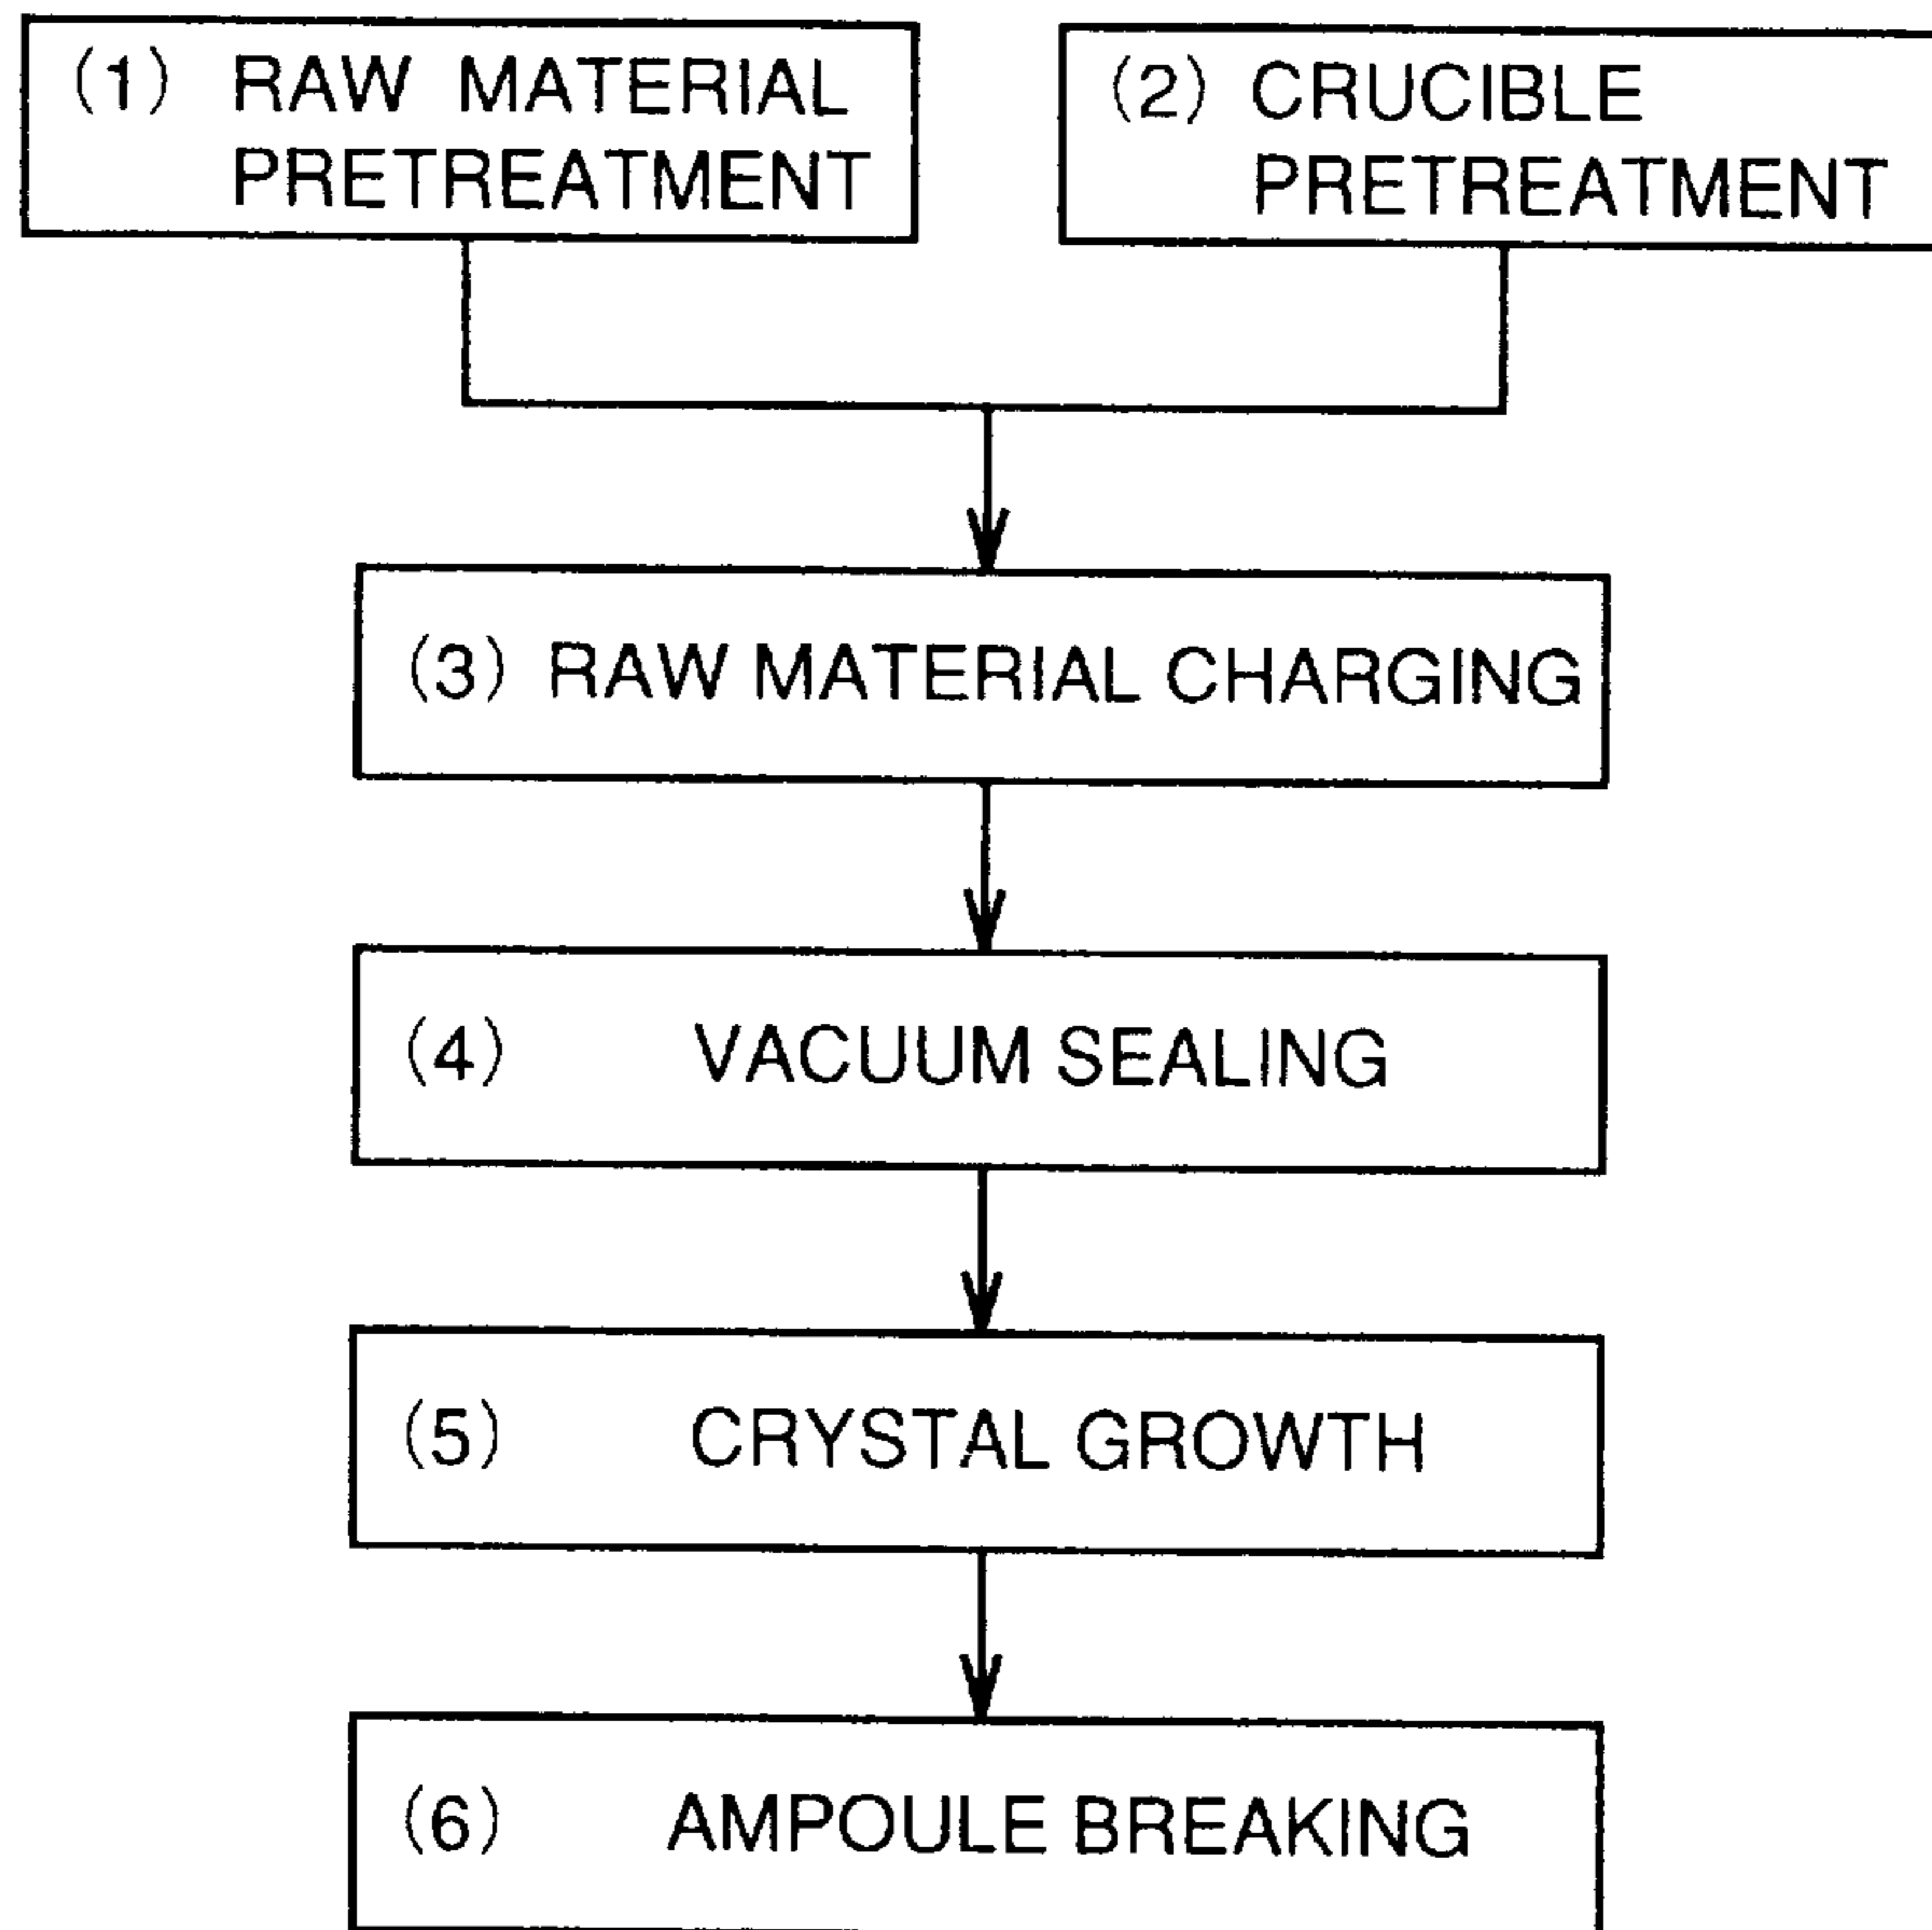 (1) RAW MATERIAL
PRETREATMENT
(2) CRUCIBLE
PRETREATMENT
(3) RAW MATERIAL CHARGING
(4) VACUUM SEALING
(5) CRYSTAL GROWTH
(6) AMPOULE BREAKING